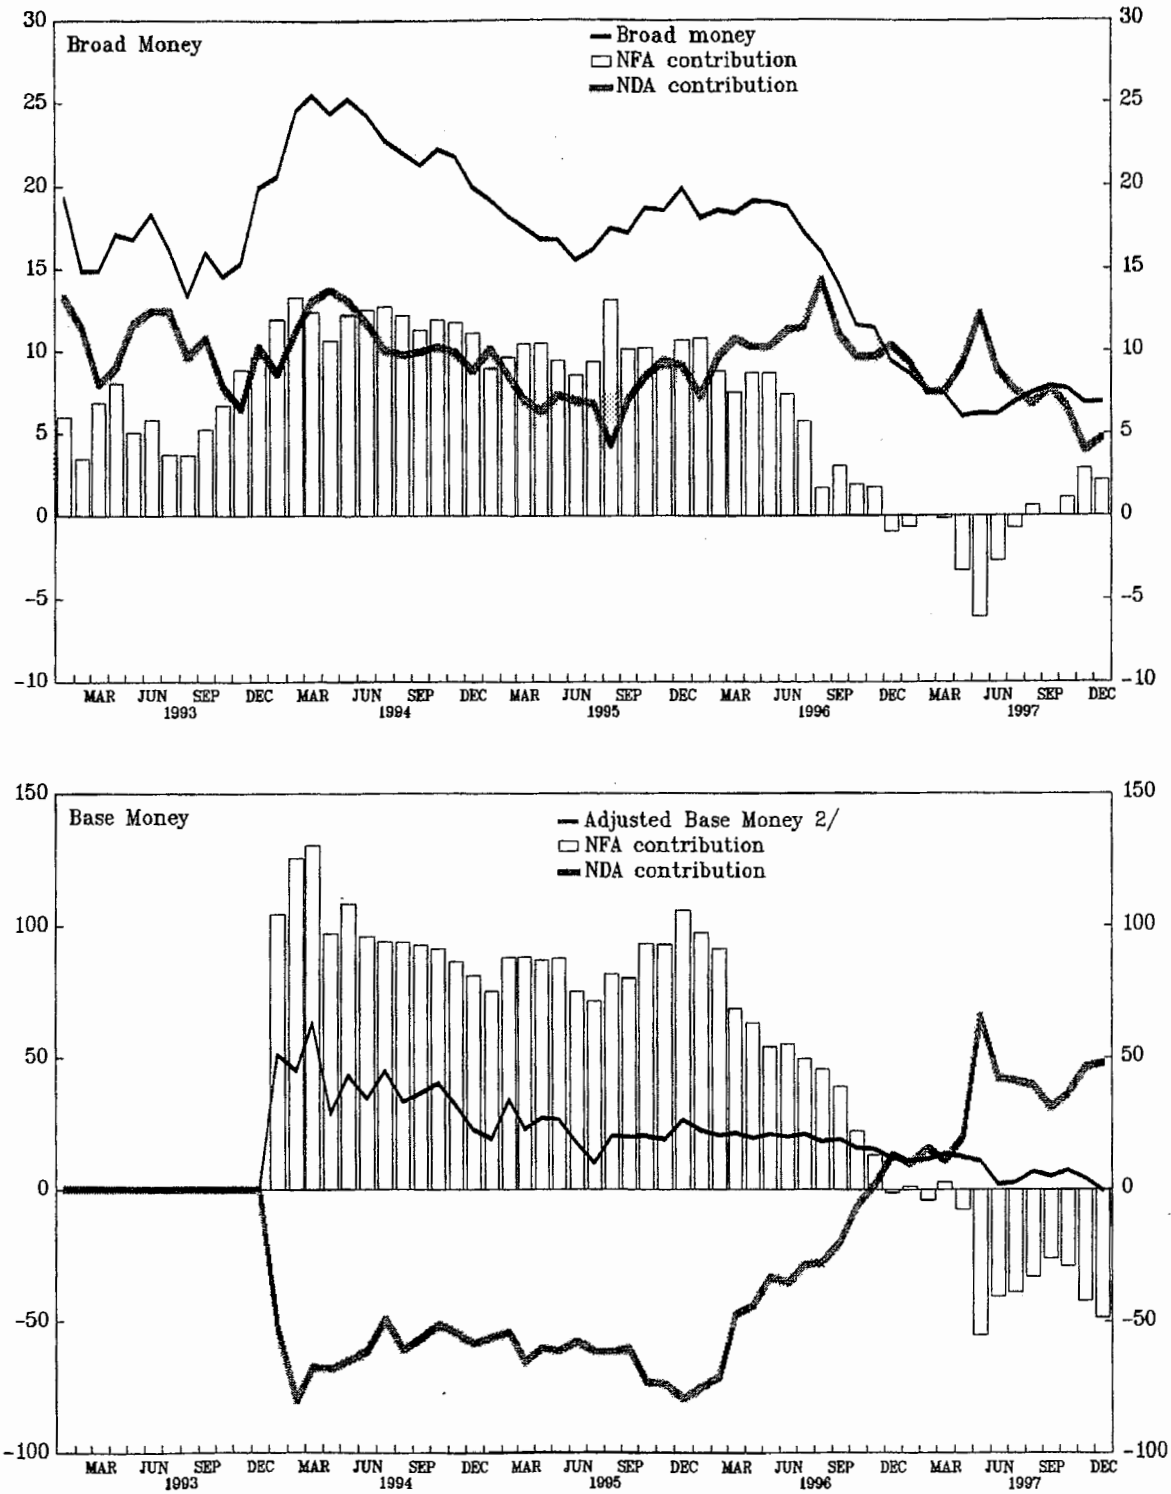 30 30
Broad Money
Broad money
NFA contribution
NDA contribution
25 25
20 20
15 15
10 10
5 5
0 0
-5 -5
-10 -10
MAR JUN SEP DEC MAR JUN SEP DEC MAR JUN SEP DEC MAR JUN SEP DEC MAR JUN SEP DEC
1993 1994 1995 1996 1997
150 150
Base Money
Adjusted Base Money 2/
NFA contribution
NDA contribution
100 100
50 50
0 0
-50 -50
-100 -100
MAR JUN SEP DEC MAR JUN SEP DEC MAR JUN SEP DEC MAR JUN SEP DEC MAR JUN SEP DEC
1993 1994 1995 1996 1997